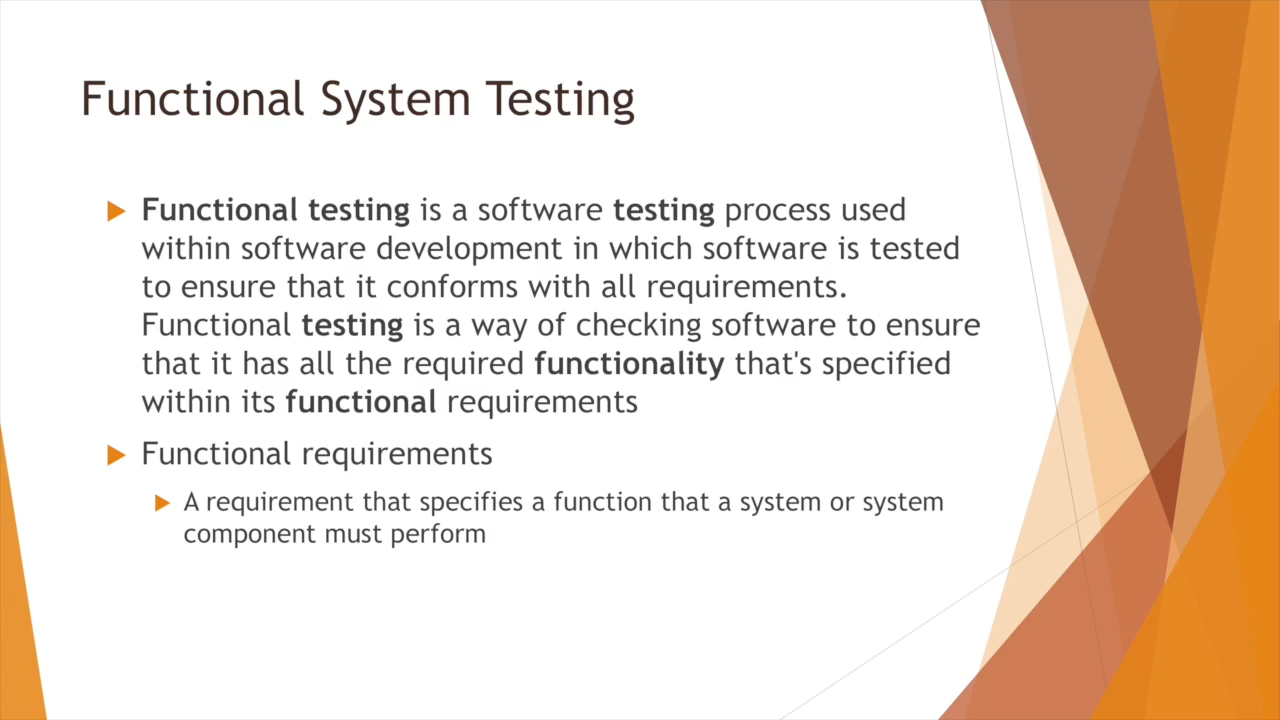 Functional System Testing
Functional testing is a software testing process used
within software development in which software is tested
to ensure that it conforms with all requirements.
Functional testing is a way of checking software to ensure
that it has all the required functionality that's specified
within its functional requirements
Functional requirements
A requirement that specifies a function that a system or system
component must perform